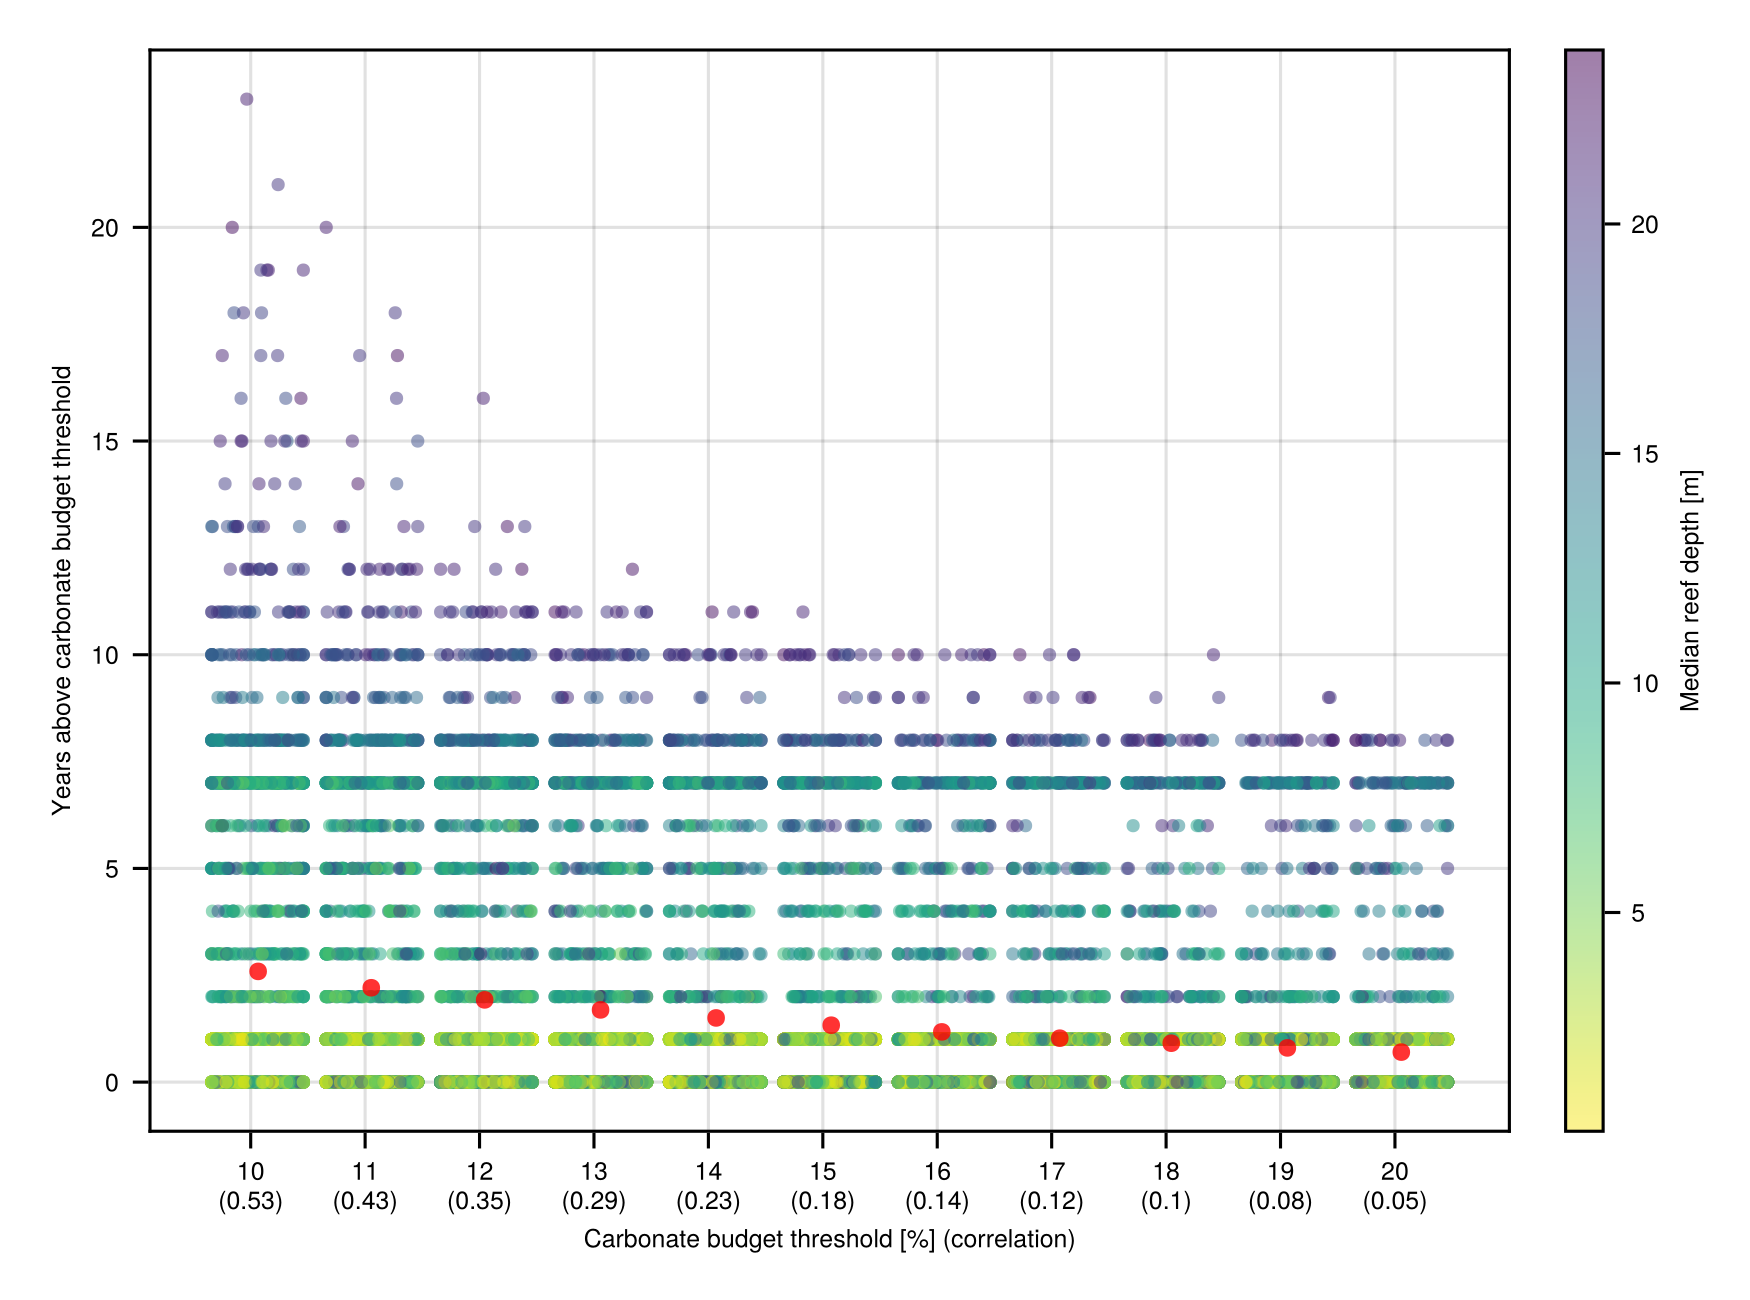 20
15
10
5
0
Years above carbonate budget threshold
10 11 12 13 14 15 16 17 18 19 20
(0.53) (0.43) (0.35) (0.29) (0.23) (0.18) (0.14) (0.12) (0.1) (0.08) (0.05)
Carbonate budget threshold [%] (correlation)
20
15
10
5
Median reef depth [m]